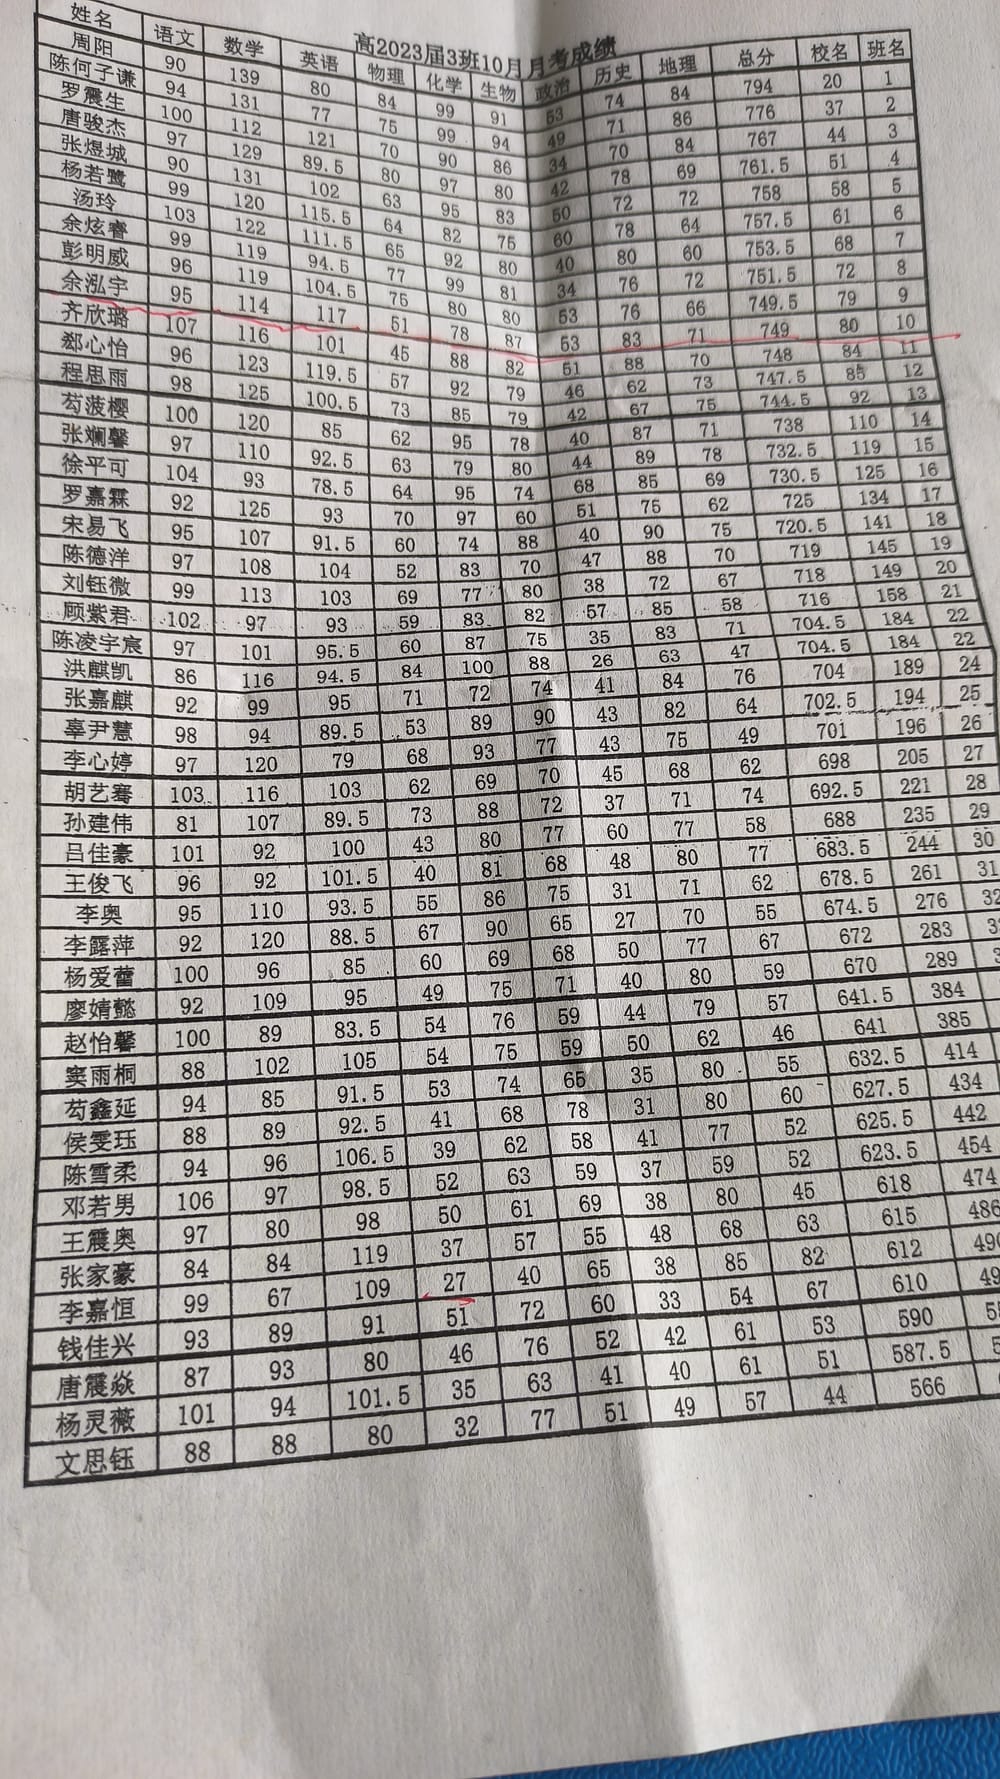 高2023届3班10月月考成绩
姓名 语文 数学 英语 物理 化学 生物 政治 历史 地理 总分 校名 班名
周阳 90 139 80 84 99 91 53 74 84 794 20 1
陈何子谦 94 131 77 75 99 94 49 71 86 776 37 2
罗震生 100 112 121 70 90 86 34 70 84 767 44 3
唐骏杰 97 129 89.5 80 97 80 42 78 69 761.5 51 4
张煜城 90 131 102 63 95 83 50 72 72 758 58 5
杨若鹭 99 120 115.5 64 82 75 60 78 64 757.5 61 6
汤玲 103 122 111.5 65 92 80 40 80 60 753.5 68 7
余炫睿 99 119 94.5 77 99 81 34 76 72 751.5 72 8
彭明威 96 119 104.5 75 80 80 53 76 66 749.5 79 9
余泓宇 95 114 117 51 78 87 53 83 71 749 80 10
齐欣璐 107 116 101 45 88 82 51 88 70 748 84 11
郄心怡 96 123 119.5 57 92 79 46 62 73 747.5 85 12
程思雨 98 125 100.5 73 85 79 42 67 75 744.5 92 13
苟菠樱 100 120 85 62 95 78 40 87 71 738 110 14
张斓馨 97 110 92.5 63 79 80 44 89 78 732.5 119 15
徐平可 104 93 78.5 64 95 74 68 85 69 730.5 125 16
罗嘉霖 92 125 93 70 97 60 51 75 62 725 134 17
宋易飞 95 107 91.5 60 74 88 40 90 75 720.5 141 18
陈德洋 97 108 104 52 83 70 47 88 70 719 145 19
刘钰微 99 113 103 69 77 80 38 72 67 718 149 20
顾紫君 102 97 93 59 83 82 57 85 58 716 158 21
陈凌宇宸 97 101 95.5 60 87 75 35 83 71 704.5 184 22
洪麒凯 86 116 94.5 84 100 88 26 63 47 704.5 184 22
张嘉麒 92 99 95 71 72 74 41 84 76 704 189 24
辜尹慧 98 94 89.5 53 89 90 43 82 64 702.5 194 25
李心婷 97 120 79 68 93 77 43 75 49 701 196 26
胡艺骞 103 116 103 62 69 70 45 68 62 698 205 27
孙建伟 81 107 89.5 73 88 72 37 71 74 692.5 221 28
吕佳豪 101 92 100 43 80 77 60 77 58 688 235 29
王俊飞 96 92 101.5 40 81 68 48 80 77 683.5 244 30
李奥 95 110 93.5 55 86 75 31 71 62 678.5 261 31
李露萍 92 120 88.5 67 90 65 27 70 55 674.5 276 32
杨爱蕾 100 96 85 60 69 68 50 77 67 672 283
廖婧懿 92 109 95 49 75 71 40 80 59 670 289
赵怡馨 100 89 83.5 54 76 59 44 79 57 641.5 384
窦雨桐 88 102 105 54 75 59 50 62 46 641 385
苟鑫延 94 85 91.5 53 74 65 35 80 55 632.5 414
侯雯珏 88 89 92.5 41 68 78 31 80 60 627.5 434
陈雪柔 94 96 106.5 39 62 58 41 77 52 625.5 442
邓若男 106 97 98.5 52 63 59 37 59 52 623.5 454
王震奥 97 80 98 50 61 69 38 80 45 618 474
张家豪 84 84 119 37 57 55 48 68 63 615 486
李嘉恒 99 67 109 27 40 65 38 85 82 612 490
钱佳兴 93 89 91 51 72 60 33 54 67 610
唐震焱 87 93 80 46 76 52 42 61 53 590
杨灵薇 101 94 101.5 35 63 41 40 61 51 587.5
文思钰 88 88 80 32 77 51 49 57 44 566